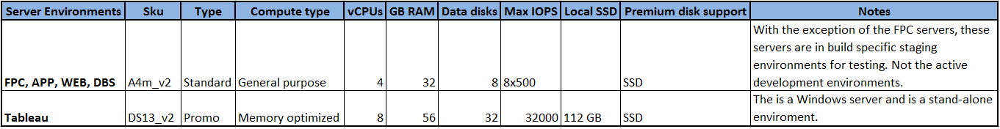 Server Environments Sku Type Compute type vCPUs GB RAM Data disks Max IOPS Local SSD Premium disk support Notes
With the exception of the FPC servers, these
servers are in build specific staging
environments for testing. Not the active
FPC, APP, WEB, DBS A4m_v2 Standard General purpose 4 32 8 8x500 SSD development environments.
The is a Windows server and is a stand-alone
Tableau DS13_v2 Promo Memory optimized 8 56 32 32000 112 GB SSD enviroment.